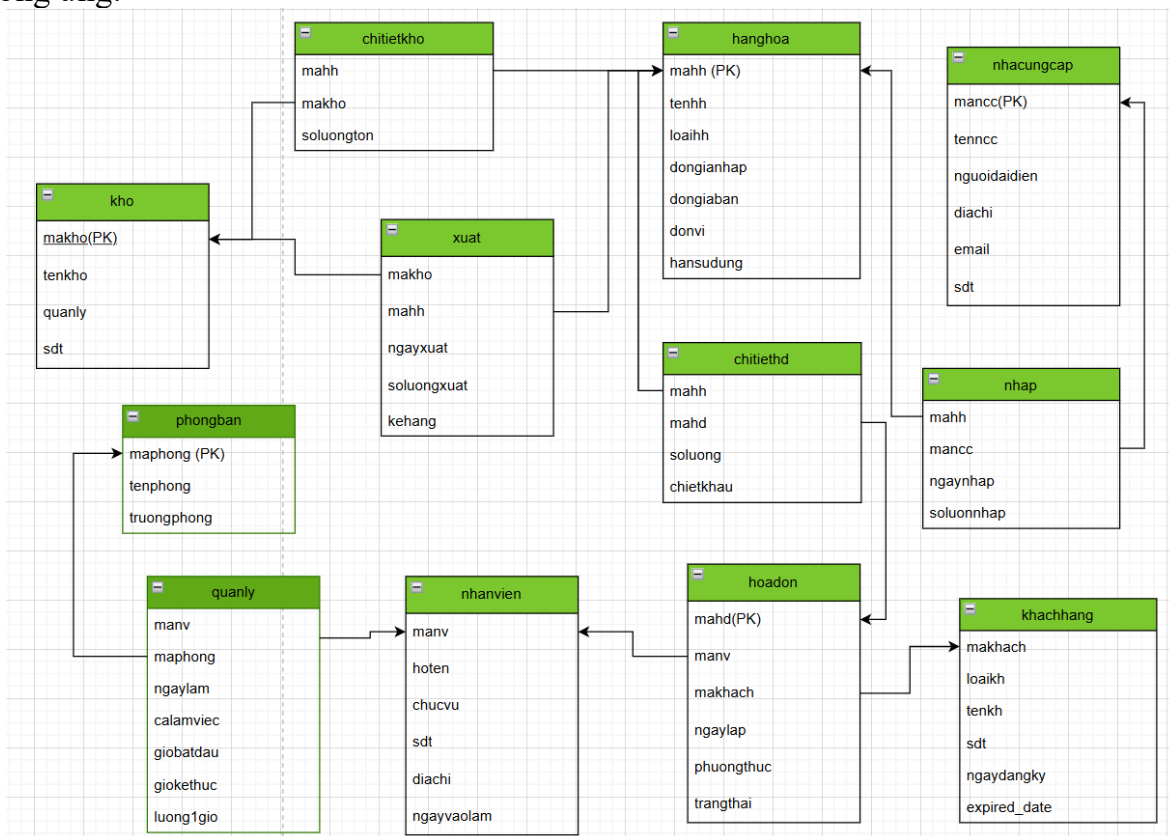 chitietkho
mahh
makho
soluongton
hanghoa
mahh (PK)
tenhh
loaihh
dongianhap
dongiaban
donvi
hansudung
nhacungcap
mancc(PK)
tenncc
nguoidaidien
diachi
email
sdt
kho
makho(PK)
tenkho
quanly
sdt
xuat
makho
mahh
ngayxuat
soluongxuat
kehang
chitiethd
mahh
mahd
soluong
chietkhau
nhap
mahh
mancc
ngaynhap
soluonnhap
phongban
maphong (PK)
tenphong
truongphong
quanly
manv
maphong
ngaylam
calamviec
giobatdau
giokethuc
luong1gio
nhanvien
manv
hoten
chucvu
sdt
diachi
ngayvaolam
hoadon
mahd(PK)
manv
makhach
ngaylap
phuongthuc
trangthai
khachhang
makhach
loaikh
tenkh
sdt
ngaydangky
expired_date